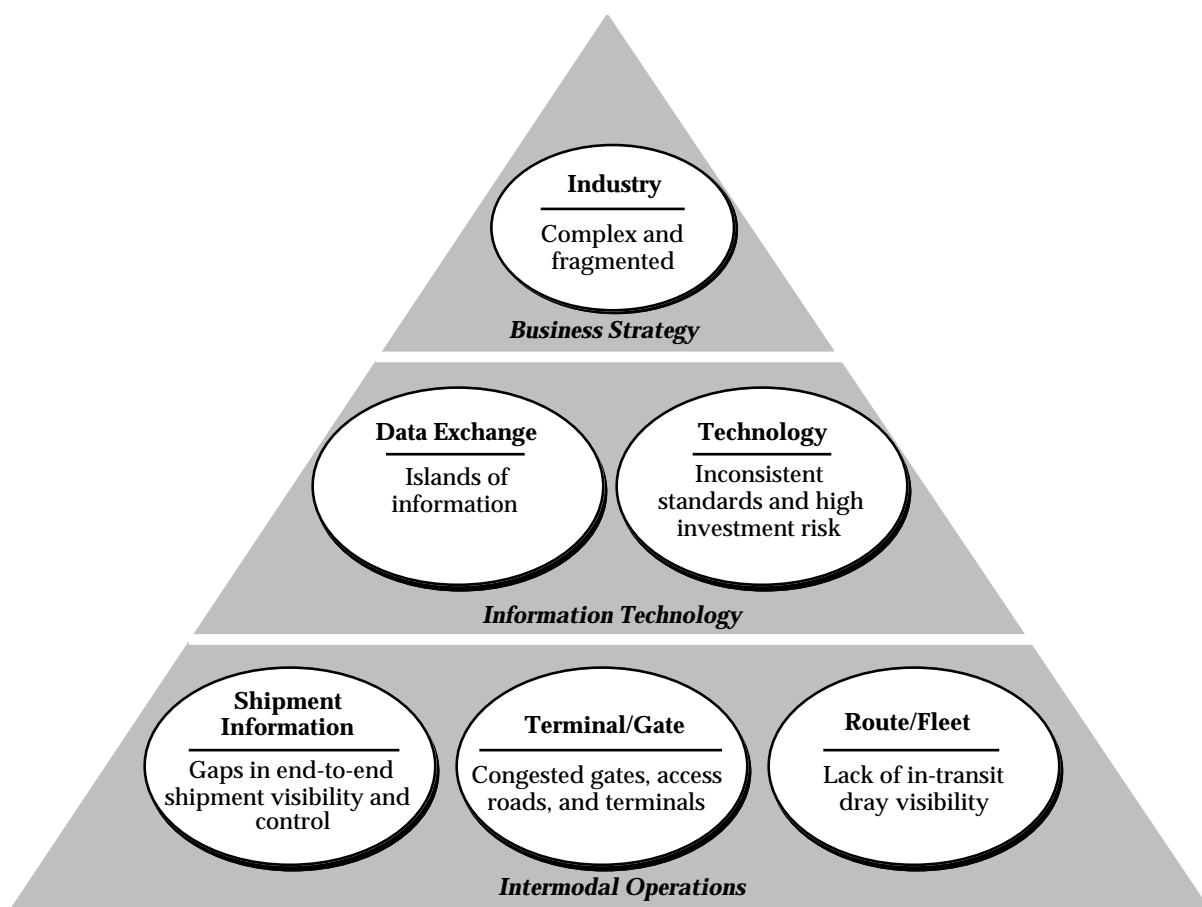 Industry
Complex and
fragmented
Business Strategy
Data Exchange
Islands of
information
Technology
Inconsistent
standards and high
investment risk
Information Technology
Shipment
Information
Gaps in end-to-end
shipment visibility and
control
Terminal/Gate
Congested gates, access
roads, and terminals
Route/Fleet
Lack of in-transit
dray visibility
Intermodal Operations